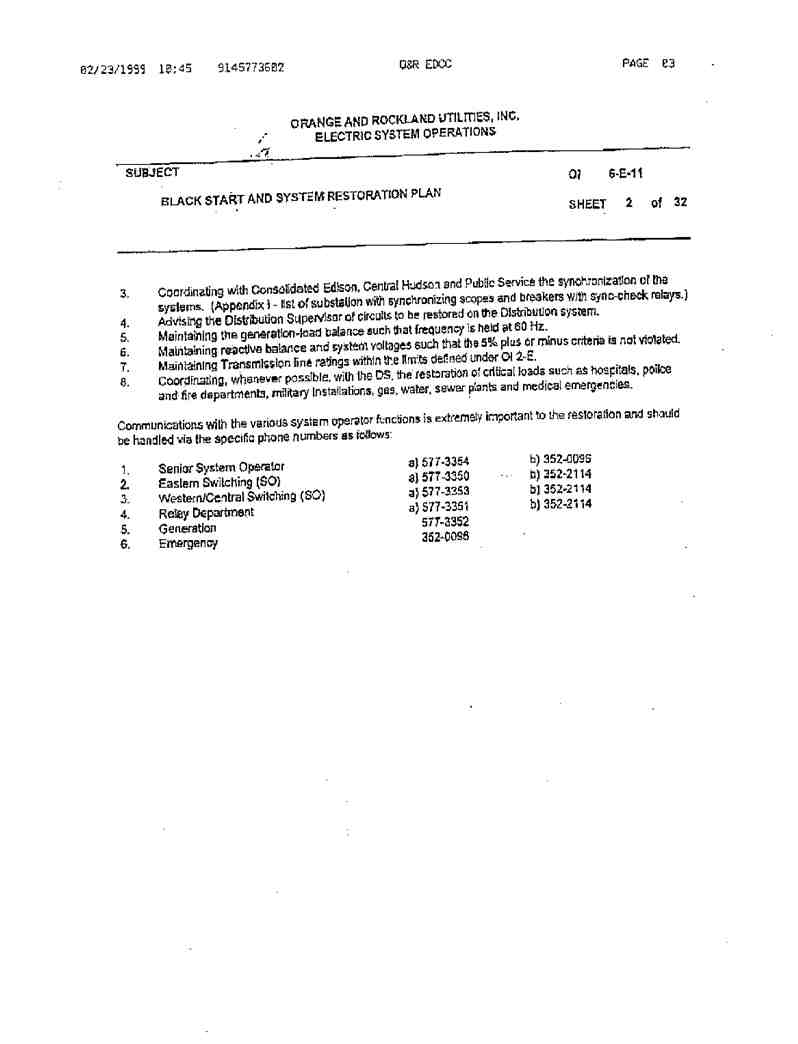 02/23/1999 10:45 9145773602 O&R EDCC PAGE 03
ORANGE AND ROCKLAND UTILITIES, INC.
ELECTRIC SYSTEM OPERATIONS
SUBJECT
OI 6-E-11
BLACK START AND SYSTEM RESTORATION PLAN
SHEET 2 of 32
3. Coordinating with Consolidated Edison, Central Hudson and Public Service the synchronization of the
systems. (Appendix I - list of substation with synchronizing scopes and breakers with sync-check relays.)
4. Advising the Distribution Supervisor of circuits to be restored on the Distribution system.
5. Maintaining the generation-load balance such that frequency is held at 60 Hz.
6. Maintaining reactive balance and system voltages such that the 5% plus or minus criteria is not violated.
7. Maintaining Transmission line ratings within the limits defined under OI 2-E.
8. Coordinating, whenever possible, with the DS, the restoration of critical loads such as hospitals, police
and fire departments, military installations, gas, water, sewer plants and medical emergencies.
Communications with the various system operator functions is extremely important to the restoration and should
be handled via the specific phone numbers as follows:
1. Senior System Operator a) 577-3354 b) 352-0096
2. Eastern Switching (SO) a) 577-3350 b) 352-2114
3. Western/Central Switching (SO) a) 577-3353 b) 352-2114
4. Relay Department a) 577-3351 b) 352-2114
5. Generation 577-3352
6. Emergency 352-0096